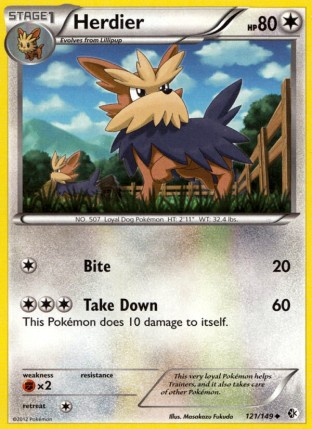 STAGE1
Herdier
HP80
Evolves from Lillipup
NO. 507 Loyal Dog Pokémon HT: 2'11" WT: 32.4 lbs.
Bite 20
Take Down 60
This Pokémon does 10 damage to itself.
weakness resistance
×2
retreat
This very loyal Pokémon helps
Trainers, and it also takes care
of other Pokémon.
©2012 Pokémon
Illus. Masakazu Fukuda
121/149